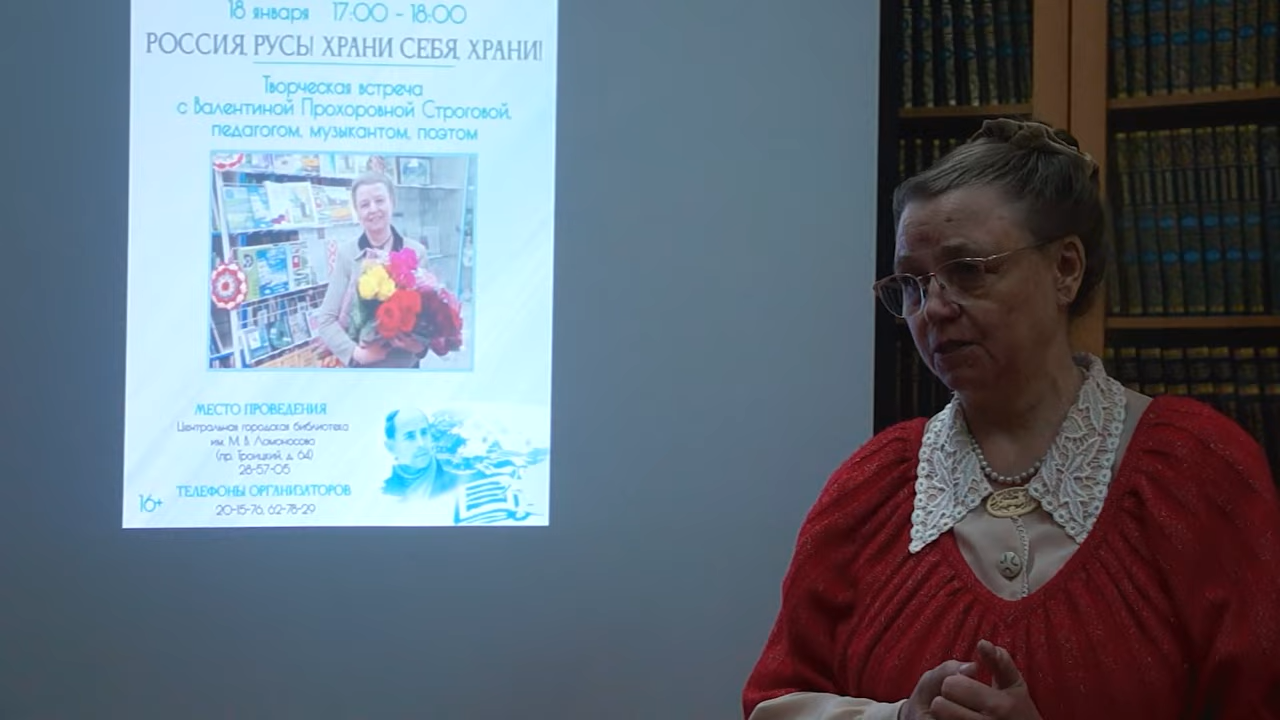 18 января 17:00 - 18:00
РОССИЯ, РУСЬ! ХРАНИ СЕБЯ, ХРАНИ!
Творческая встреча
с Валентиной Прохоровной Строговой,
педагогом, музыкантом, поэтом
МЕСТО ПРОВЕДЕНИЯ
Центральная городская библиотека
им. М. В. Ломоносова
(пр. Троицкий, д. 64)
28-57-05
ТЕЛЕФОНЫ ОРГАНИЗАТОРОВ
20-15-76, 62-78-29
16+